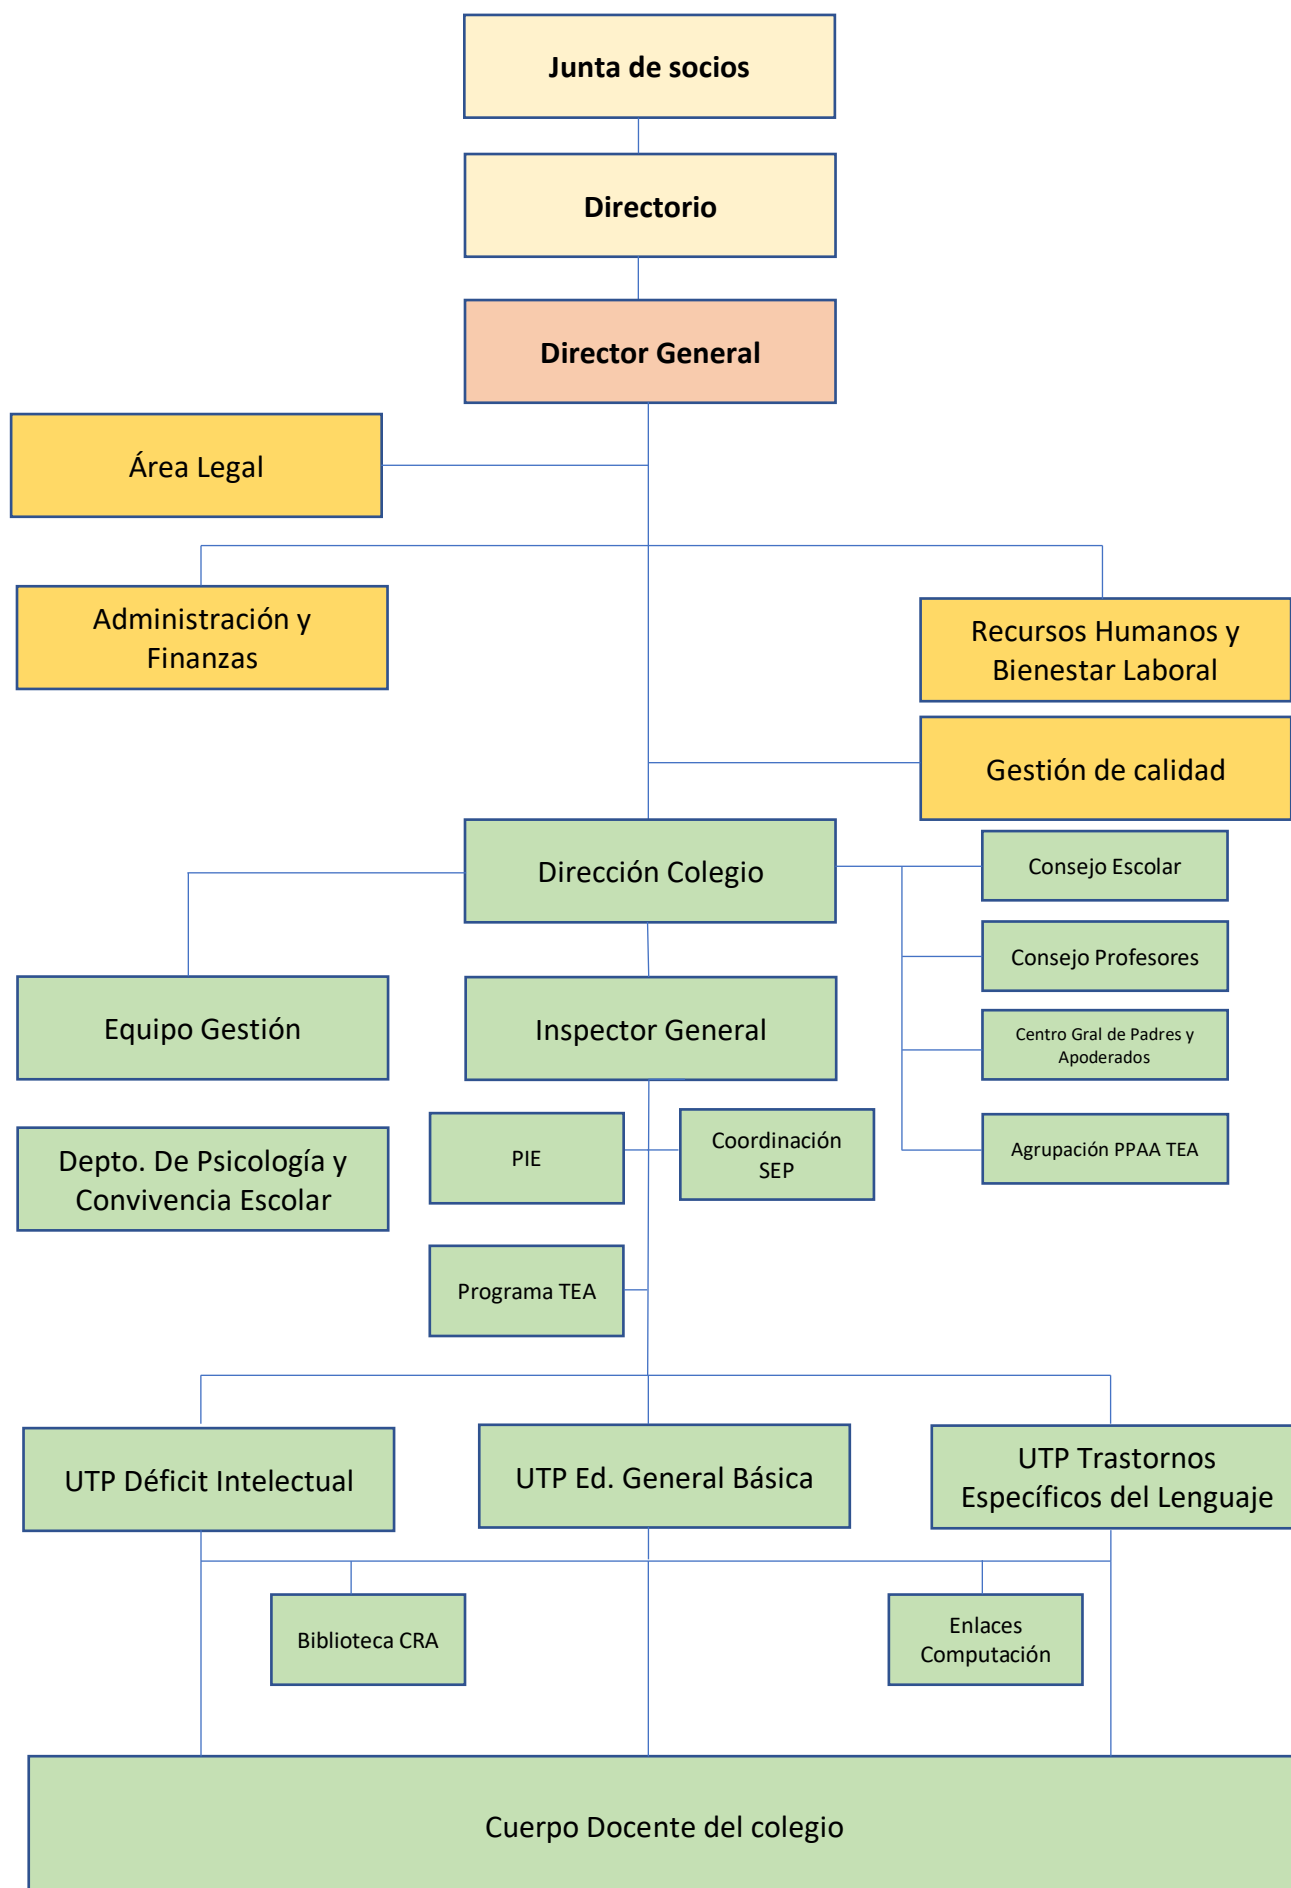 Junta de socios
Directorio
Director General
Área Legal
Administración y
Finanzas
Recursos Humanos y
Bienestar Laboral
Gestión de calidad
Dirección Colegio
Consejo Escolar
Consejo Profesores
Centro Gral de Padres y
Apoderados
Agrupación PPAA TEA
Equipo Gestión
Inspector General
Depto. De Psicología y
Convivencia Escolar
PIE
Coordinación
SEP
Programa TEA
UTP Déficit Intelectual
UTP Ed. General Básica
UTP Trastornos
Específicos del Lenguaje
Biblioteca CRA
Enlaces
Computación
Cuerpo Docente del colegio